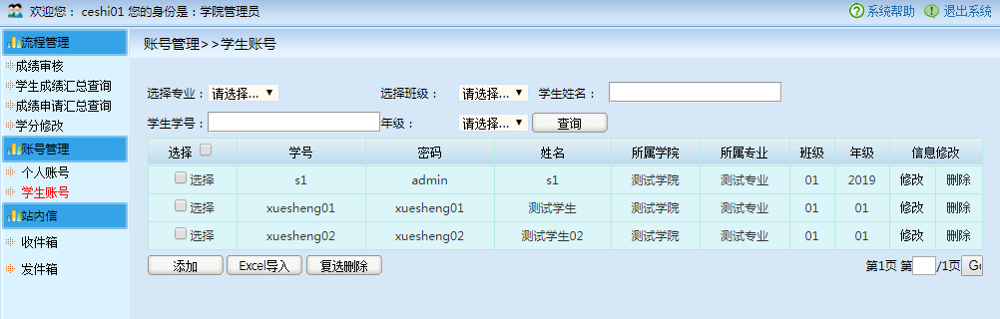 欢迎您： ceshi01 您的身份是：学院管理员
系统帮助 退出系统
流程管理
成绩审核
学生成绩汇总查询
成绩申请汇总查询
学分修改
账号管理
个人账号
学生账号
站内信
收件箱
发件箱
账号管理>>学生账号
选择专业： 请选择... 选择班级： 请选择... 学生姓名：
学生学号： 年级： 请选择... 查询
选择 学号 密码 姓名 所属学院 所属专业 班级 年级 信息修改
选择 s1 admin s1 测试学院 测试专业 01 2019 修改 删除
选择 xuesheng01 xuesheng01 测试学生 测试学院 测试专业 01 01 修改 删除
选择 xuesheng02 xuesheng02 测试学生02 测试学院 测试专业 01 01 修改 删除
添加 Excel导入 复选删除 第1页 第 /1页 Go